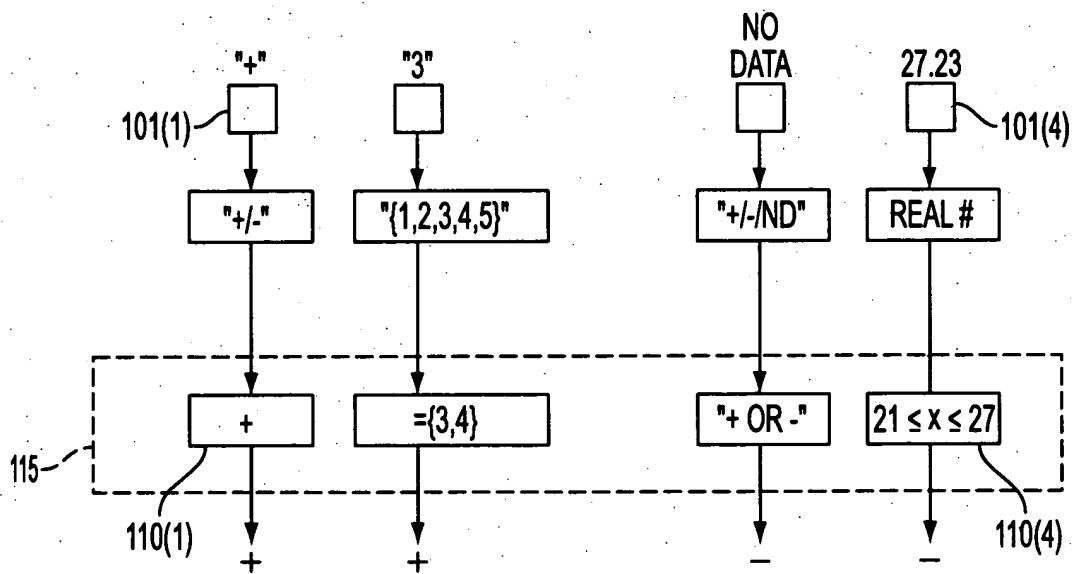 NO
"+" "3" DATA 27.23
101(1) 101(4)
"+/-" "{1,2,3,4,5}" "+/-/ND" REAL #
+ ={3,4} "+ OR -" 21 ≤ x ≤ 27
115
110(1) 110(4)
+ + − −